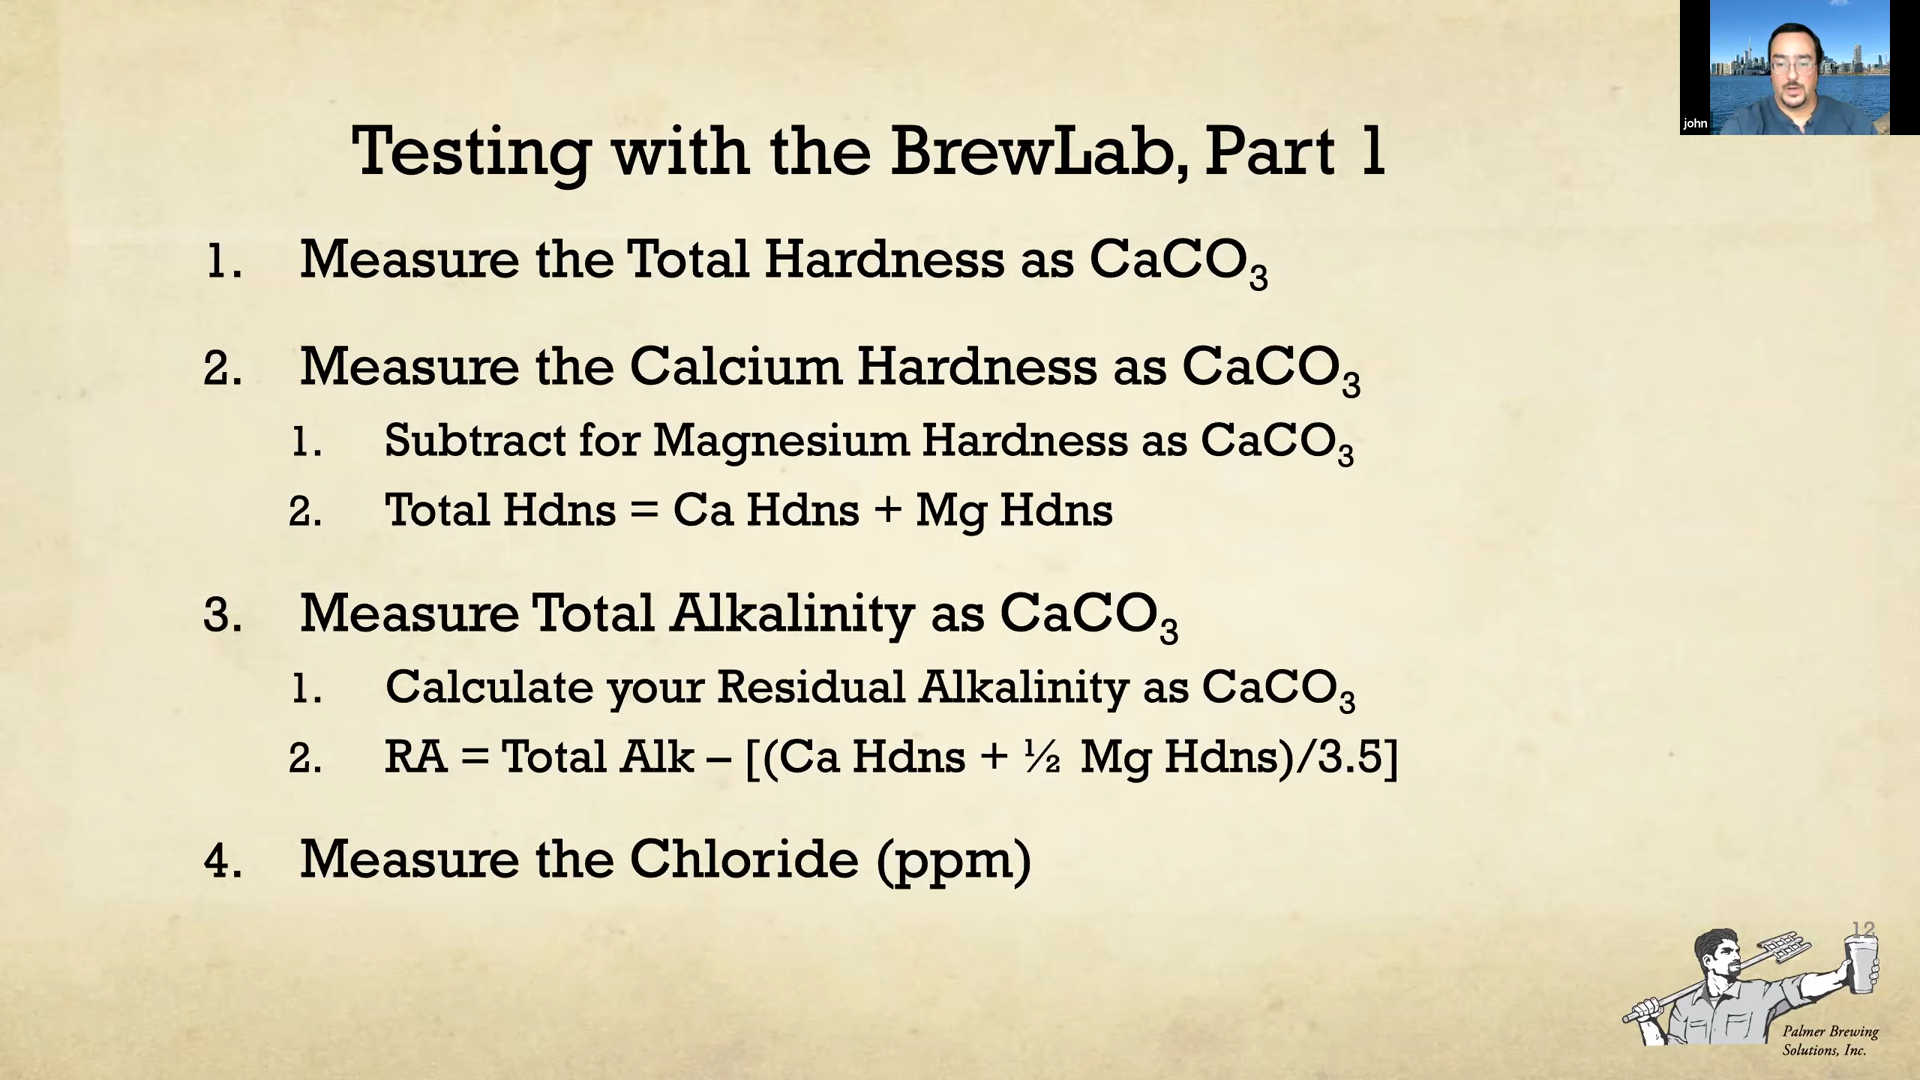 john
Testing with the BrewLab, Part 1
1. Measure the Total Hardness as CaCO₃
2. Measure the Calcium Hardness as CaCO₃
1. Subtract for Magnesium Hardness as CaCO₃
2. Total Hdns = Ca Hdns + Mg Hdns
3. Measure Total Alkalinity as CaCO₃
1. Calculate your Residual Alkalinity as CaCO₃
2. RA = Total Alk – [(Ca Hdns + ½ Mg Hdns)/3.5]
4. Measure the Chloride (ppm)
12
Palmer Brewing
Solutions, Inc.